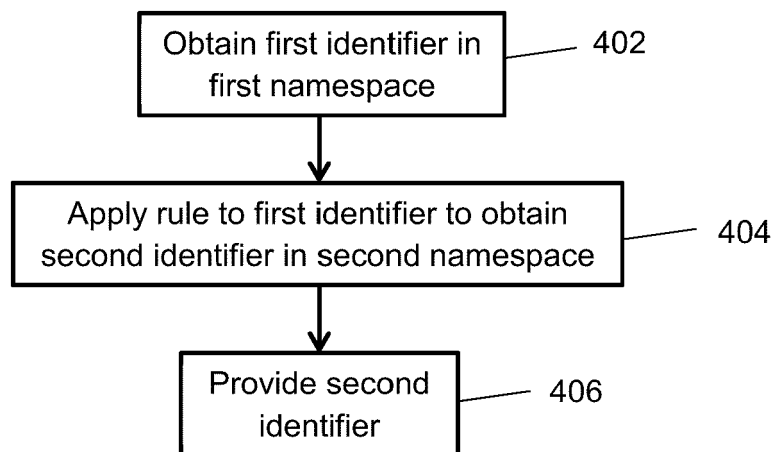 Obtain first identifier in
first namespace
402
Apply rule to first identifier to obtain
second identifier in second namespace
404
Provide second
identifier
406